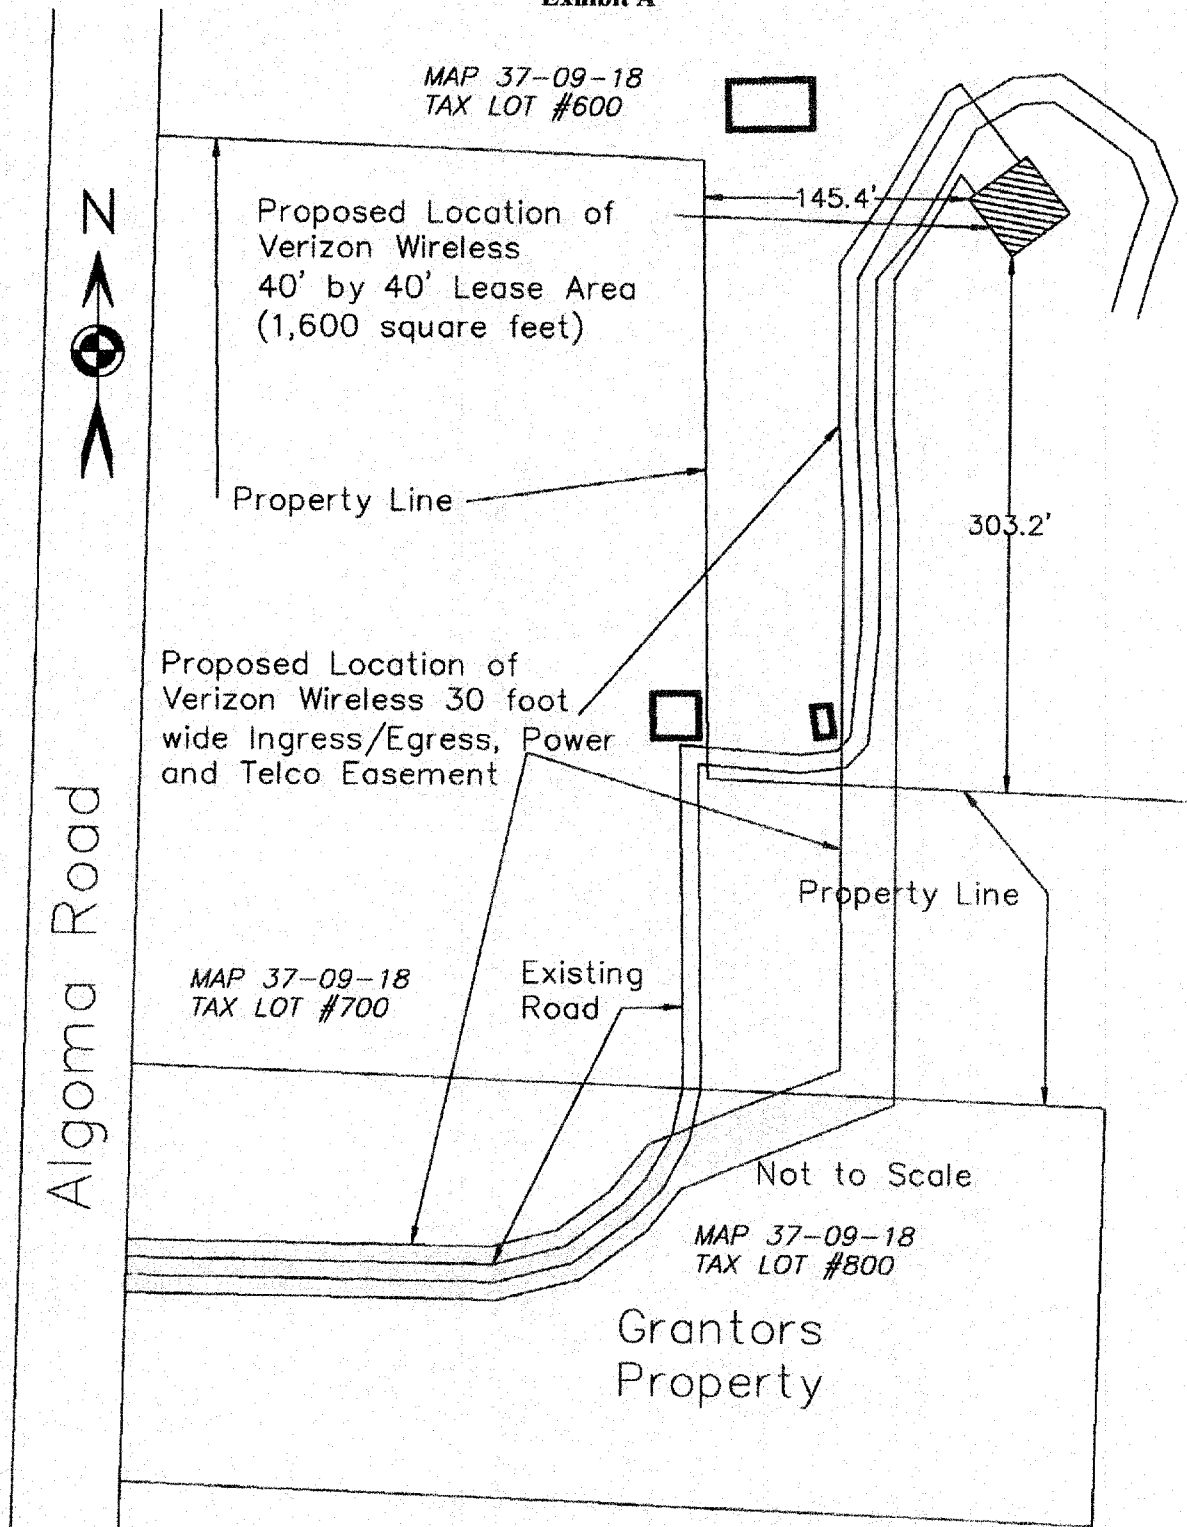 Exhibit A
MAP 37-09-18
TAX LOT #600
N
145.4'
Proposed Location of
Verizon Wireless
40' by 40' Lease Area
(1,600 square feet)
Property Line
303.2'
Proposed Location of
Verizon Wireless 30 foot
wide Ingress/Egress, Power
and Telco Easement
Algoma Road
Property Line
MAP 37-09-18
TAX LOT #700
Existing
Road
Not to Scale
MAP 37-09-18
TAX LOT #800
Grantors
Property